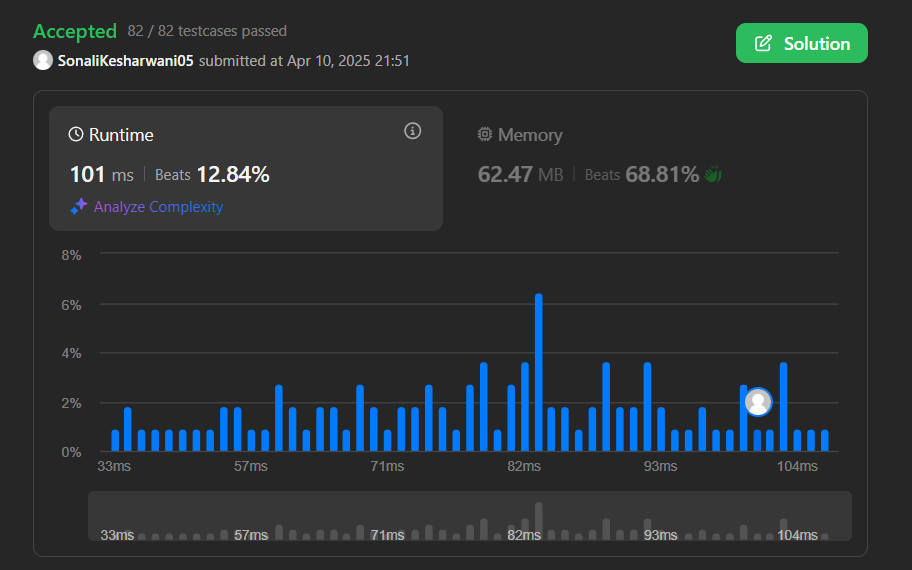 Accepted 82 / 82 testcases passed
Solution
SonaliKesharwani05 submitted at Apr 10, 2025 21:51
Runtime
101 ms | Beats 12.84%
Analyze Complexity
Memory
62.47 MB | Beats 68.81%
8%
6%
4%
2%
0%
33ms 57ms 71ms 82ms 93ms 104ms
33ms 57ms 71ms 82ms 93ms 104ms